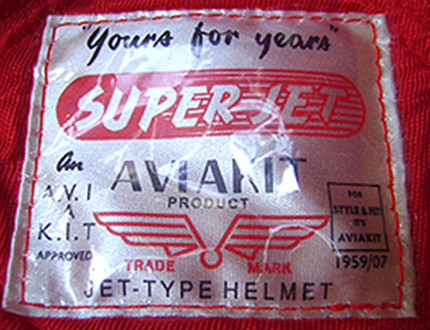 "Yours for years"
SUPER-JET
An AVIAKIT
PRODUCT
A.V.I
A
K.I.T
APPROVED
FOR
STYLE & FIT
IT'S
AVIAKIT
1959/07
TRADE MARK
JET-TYPE HELMET